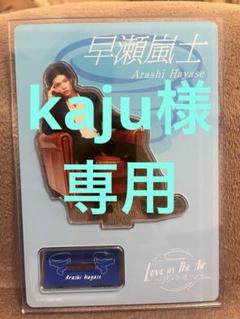 早瀬嵐士
Arashi Hayase
kaju様
専用
Arashi Hayase
Love in The Air